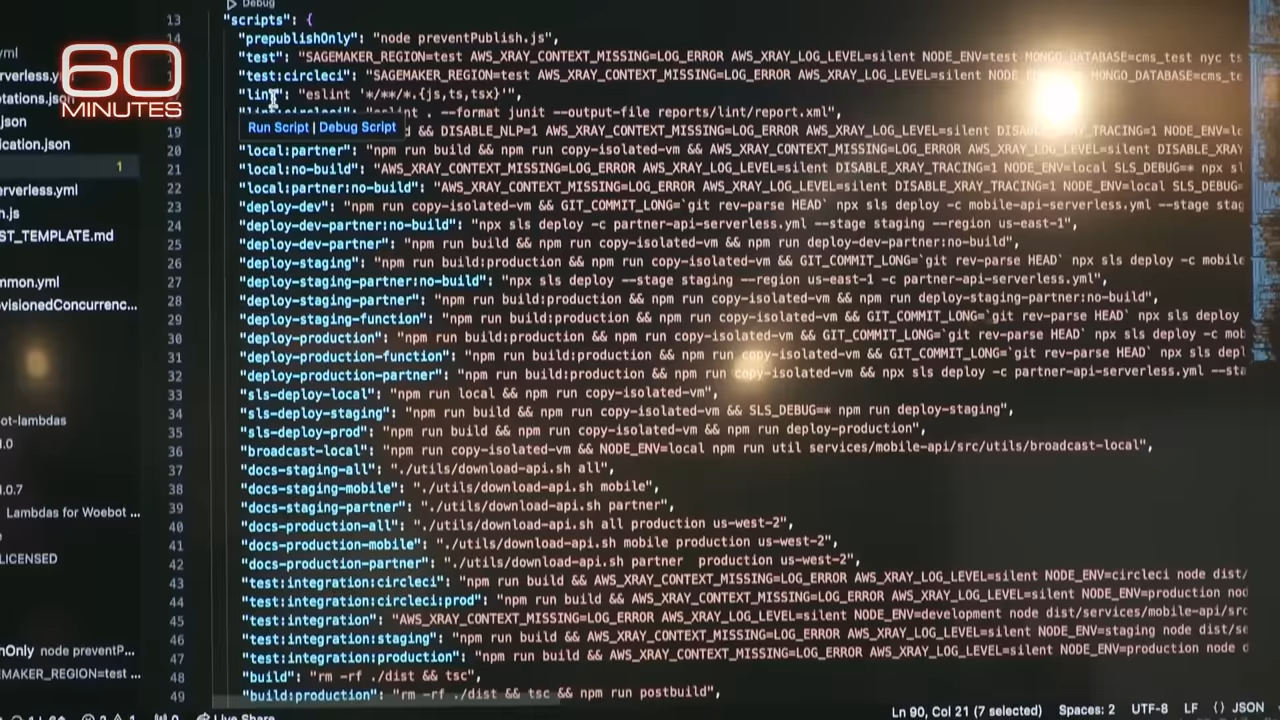 Debug
13 "scripts": {
14 "prepublishOnly": "node preventPublish.js",
"test": "SAGEMAKER_REGION=test AWS_XRAY_CONTEXT_MISSING=LOG_ERROR AWS_XRAY_LOG_LEVEL=silent NODE_ENV=test MONGO_DATABASE=cms_test nyc ts
"test:circleci": "SAGEMAKER_REGION=test AWS_XRAY_CONTEXT_MISSING=LOG_ERROR AWS_XRAY_LOG_LEVEL=silent MONGO_DATABASE=cms_te
"lint": "eslint '*/**/*.{js,ts,tsx}'",
. --format junit --output-file reports/lint/report.xml",
Run Script | Debug Script
19 && DISABLE_NLP=1 AWS_XRAY_CONTEXT_MISSING=LOG_ERROR AWS_XRAY_LOG_LEVEL=silent
20 "local:partner": "npm run build && npm run copy-isolated-vm && AWS_XRAY_CONTEXT_MISSING=LOG_ERROR AWS_XRAY_LOG_LEVEL=silent DISABLE_XRAY
21 "local:no-build": "AWS_XRAY_CONTEXT_MISSING=LOG_ERROR AWS_XRAY_LOG_LEVEL=silent DISABLE_XRAY_TRACING=1 NODE_ENV=local SLS_DEBUG=* npx sl
22 "local:partner:no-build": "AWS_XRAY_CONTEXT_MISSING=LOG_ERROR AWS_XRAY_LOG_LEVEL=silent DISABLE_XRAY_TRACING=1 NODE_ENV=local SLS_DEBUG=
23 "deploy-dev": "npm run copy-isolated-vm && GIT_COMMIT_LONG=`git rev-parse HEAD` npx sls deploy -c mobile-api-serverless.yml --stage stag
24 "deploy-dev-partner:no-build": "npx sls deploy -c partner-api-serverless.yml --stage staging --region us-east-1",
25 "deploy-dev-partner": "npm run build && npm run copy-isolated-vm && npm run deploy-dev-partner:no-build",
26 "deploy-staging": "npm run build:production && npm run copy-isolated-vm && GIT_COMMIT_LONG=`git rev-parse HEAD` npx sls deploy -c mobile
27 "deploy-staging-partner:no-build": "npx sls deploy --stage staging --region us-east-1 -c partner-api-serverless.yml",
28 "deploy-staging-partner": "npm run build:production && npm run copy-isolated-vm && npm run deploy-staging-partner:no-build",
29 "deploy-staging-function": "npm run build:production && npm run copy-isolated-vm && GIT_COMMIT_LONG=`git rev-parse HEAD` npx sls deploy
30 "deploy-production": "npm run build:production && npm run copy-isolated-vm && GIT_COMMIT_LONG=`git rev-parse HEAD` npx sls deploy -c mob
31 "deploy-production-function": "npm run build:production && npm run copy-isolated-vm && GIT_COMMIT_LONG=`git rev-parse HEAD` npx sls depl
32 "deploy-production-partner": "npm run build:production && npm run copy-isolated-vm && npx sls deploy -c partner-api-serverless.yml --sta
33 "sls-deploy-local": "npm run local && npm run copy-isolated-vm",
34 "sls-deploy-staging": "npm run build && npm run copy-isolated-vm && SLS_DEBUG=* npm run deploy-staging",
35 "sls-deploy-prod": "npm run build && npm run copy-isolated-vm && npm run deploy-production",
36 "broadcast-local": "npm run copy-isolated-vm && NODE_ENV=local npm run util services/mobile-api/src/utils/broadcast-local",
37 "docs-staging-all": "./utils/download-api.sh all",
38 "docs-staging-mobile": "./utils/download-api.sh mobile",
39 "docs-staging-partner": "./utils/download-api.sh partner",
40 "docs-production-all": "./utils/download-api.sh all production us-west-2",
41 "docs-production-mobile": "./utils/download-api.sh mobile production us-west-2",
42 "docs-production-partner": "./utils/download-api.sh partner  production us-west-2",
43 "test:integration:circleci": "npm run build && AWS_XRAY_CONTEXT_MISSING=LOG_ERROR AWS_XRAY_LOG_LEVEL=silent NODE_ENV=circleci node dist/
44 "test:integration:circleci:prod": "npm run build && AWS_XRAY_CONTEXT_MISSING=LOG_ERROR AWS_XRAY_LOG_LEVEL=silent NODE_ENV=production nod
45 "test:integration": "AWS_XRAY_CONTEXT_MISSING=LOG_ERROR AWS_XRAY_LOG_LEVEL=silent NODE_ENV=development node dist/services/mobile-api/src
46 "test:integration:staging": "npm run build && AWS_XRAY_CONTEXT_MISSING=LOG_ERROR AWS_XRAY_LOG_LEVEL=silent NODE_ENV=staging node dist/se
47 "test:integration:production": "npm run build && AWS_XRAY_CONTEXT_MISSING=LOG_ERROR AWS_XRAY_LOG_LEVEL=silent NODE_ENV=production node d
48 "build": "rm -rf ./dist && tsc",
49 "build:production": "rm -rf ./dist && tsc && npm run postbuild",
60 MINUTES
yml
erverless.yml
otations.json
.json
ication.json
1
erverless.yml
h.js
ST_TEMPLATE.md
mmon.yml
ovisionedConcurrenc...
ot-lambdas
1.0
1.0.7
Lambdas for Woebot ...
LICENSED
hOnly node preventP...
EMAKER_REGION=test ...
Live Share
Ln 90, Col 21 (7 selected) Spaces: 2 UTF-8 LF {} JSON